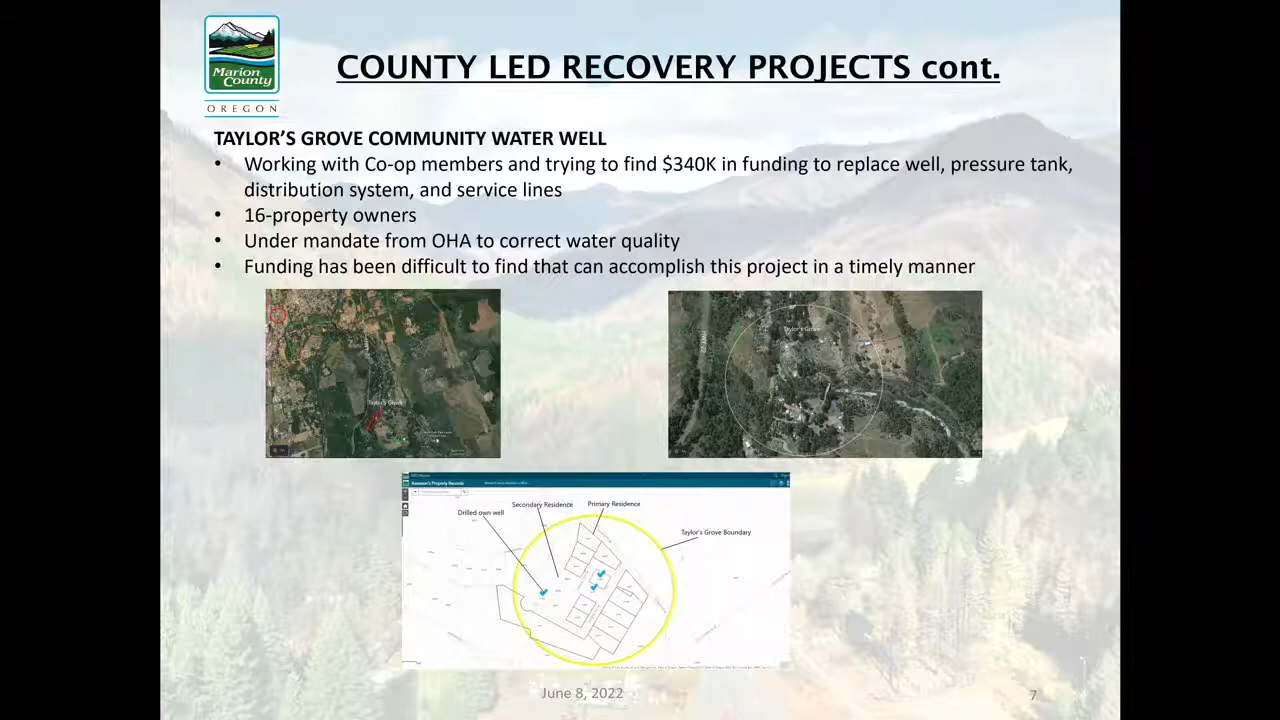 Marion
County
OREGON
COUNTY LED RECOVERY PROJECTS cont.
TAYLOR’S GROVE COMMUNITY WATER WELL
• Working with Co-op members and trying to find $340K in funding to replace well, pressure tank,
distribution system, and service lines
• 16-property owners
• Under mandate from OHA to correct water quality
• Funding has been difficult to find that can accomplish this project in a timely manner
Taylor's Grove
Taylor's Grove
Assessor's Property Records
Drilled own well
Secondary Residence
Primary Residence
Taylor's Grove Boundary
June 8, 2022
7